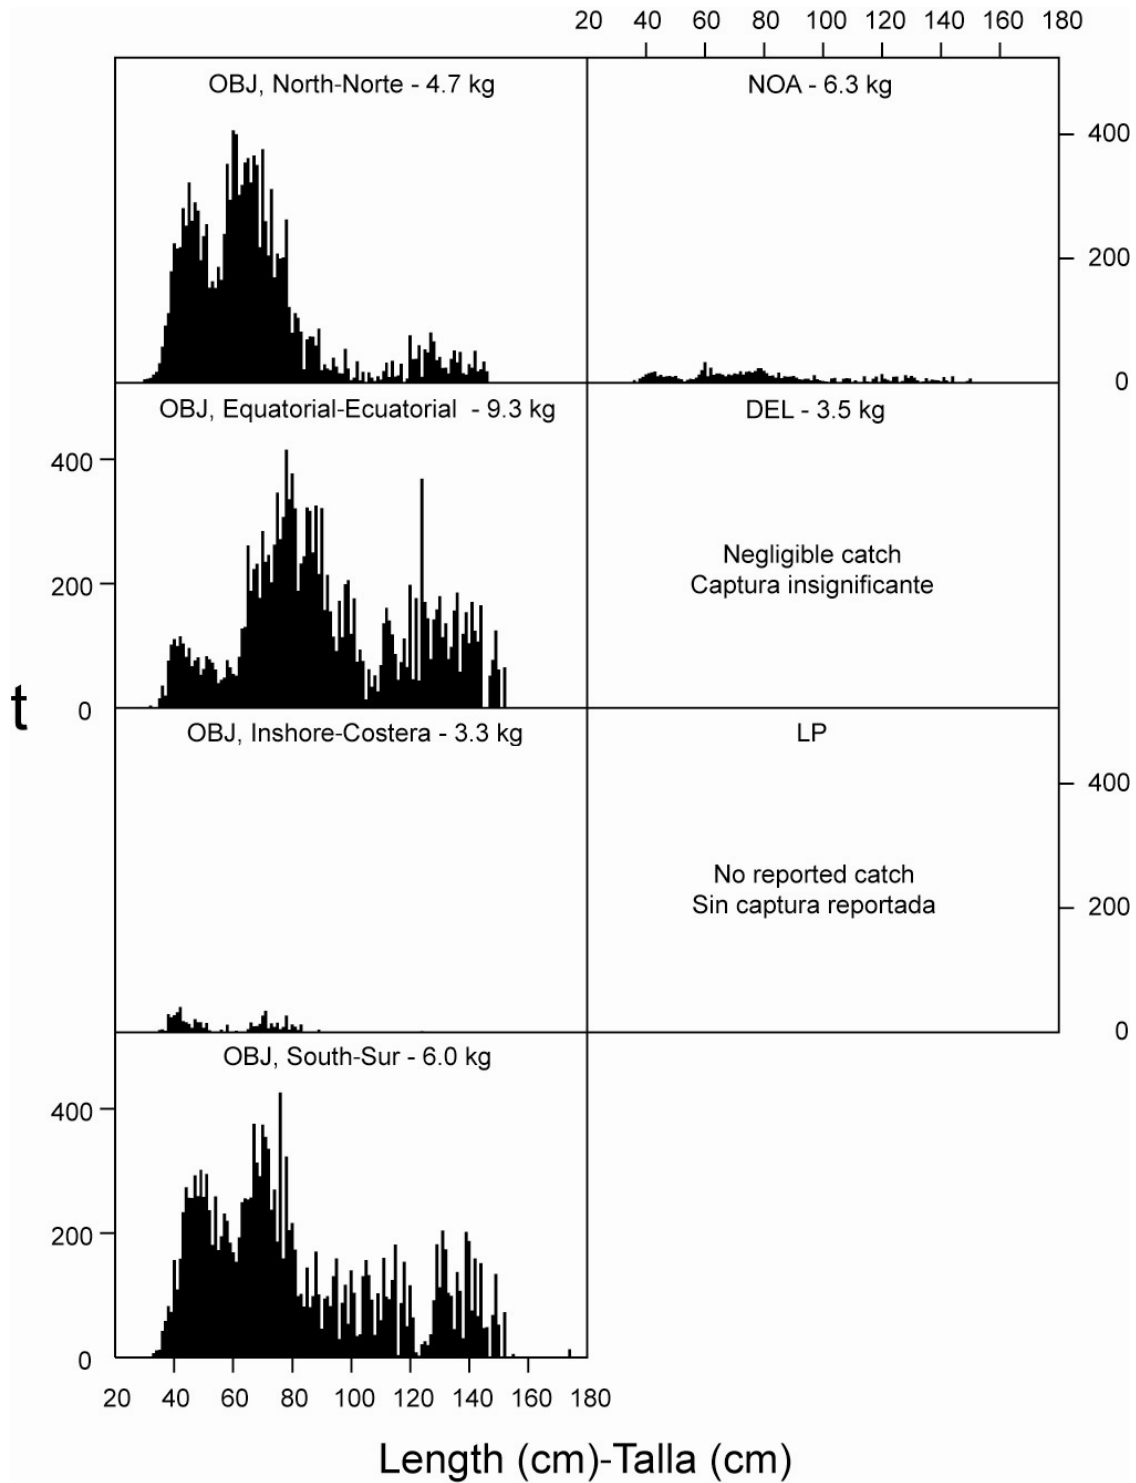 20 40 60 80 100 120 140 160 180
OBJ, North-Norte - 4.7 kg
NOA - 6.3 kg
400
200
0
OBJ, Equatorial-Ecuatorial - 9.3 kg
DEL - 3.5 kg
400
200
0
Negligible catch
Captura insignificante
t
OBJ, Inshore-Costera - 3.3 kg
LP
400
200
0
No reported catch
Sin captura reportada
OBJ, South-Sur - 6.0 kg
400
200
0
20 40 60 80 100 120 140 160 180
Length (cm)-Talla (cm)